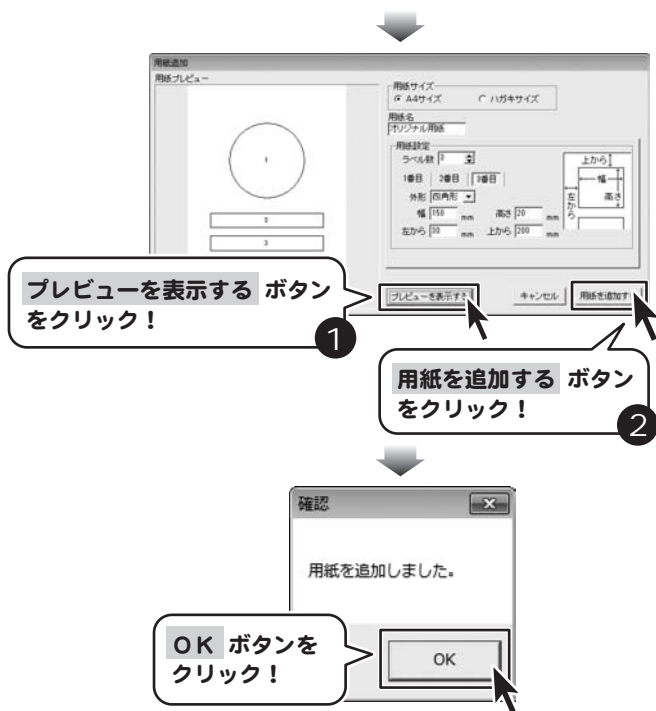 用紙追加
用紙プレビュー
1
3
3
用紙サイズ
A4サイズ
ハガキサイズ
用紙名
オリジナル用紙
用紙設定
ラベル数 3
1番目 2番目 3番目
外形 四角形
幅 150 mm 高さ 20 mm
左から 30 mm 上から 200 mm
上から
幅
高さ
左から
プレビューを表示する
キャンセル
用紙を追加す
プレビューを表示する ボタン
をクリック！
1
用紙を追加する ボタン
をクリック！
2
確認
用紙を追加しました。
OK
OK ボタンを
クリック！